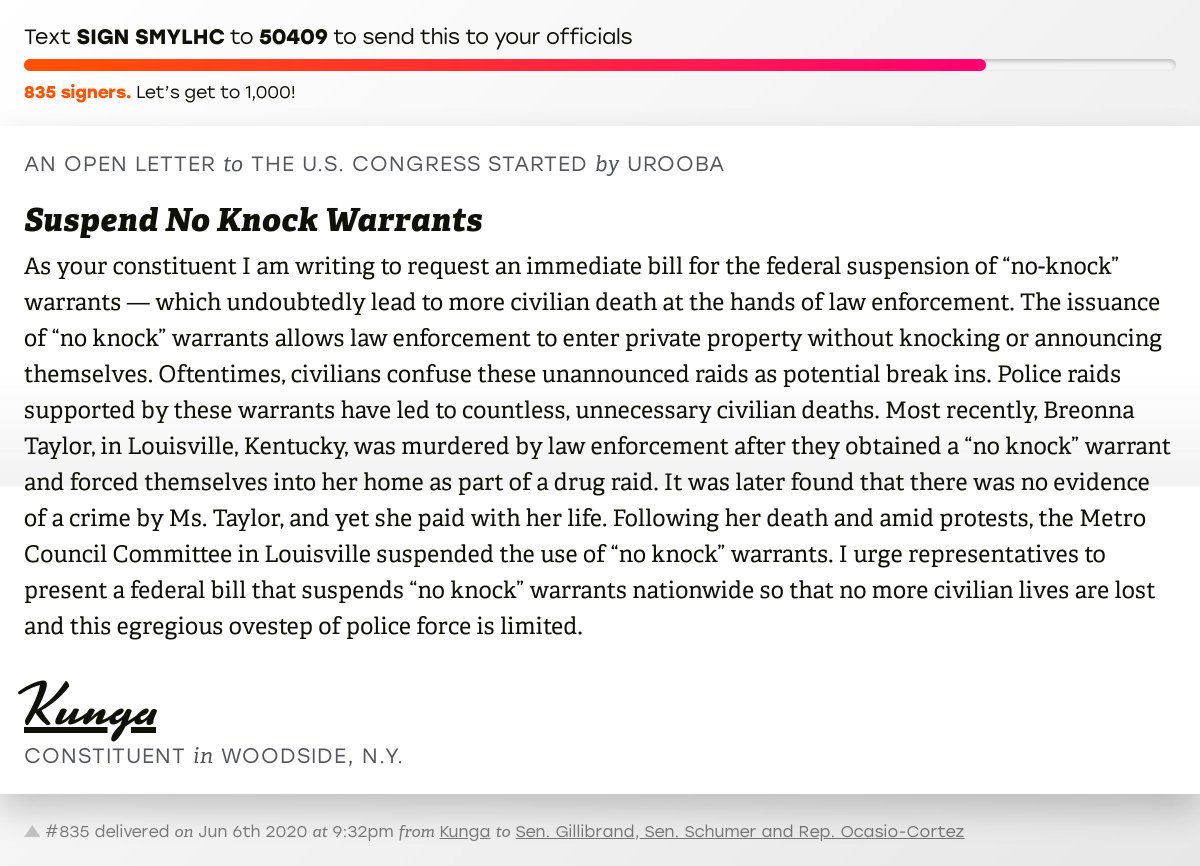 Text SIGN SMYLHC to 50409 to send this to your officials
835 signers. Let’s get to 1,000!
AN OPEN LETTER to THE U.S. CONGRESS STARTED by UROOBA
Suspend No Knock Warrants
As your constituent I am writing to request an immediate bill for the federal suspension of “no-knock”
warrants — which undoubtedly lead to more civilian death at the hands of law enforcement. The issuance
of “no knock” warrants allows law enforcement to enter private property without knocking or announcing
themselves. Oftentimes, civilians confuse these unannounced raids as potential break ins. Police raids
supported by these warrants have led to countless, unnecessary civilian deaths. Most recently, Breonna
Taylor, in Louisville, Kentucky, was murdered by law enforcement after they obtained a “no knock” warrant
and forced themselves into her home as part of a drug raid. It was later found that there was no evidence
of a crime by Ms. Taylor, and yet she paid with her life. Following her death and amid protests, the Metro
Council Committee in Louisville suspended the use of “no knock” warrants. I urge representatives to
present a federal bill that suspends “no knock” warrants nationwide so that no more civilian lives are lost
and this egregious ovestep of police force is limited.
Kunga
CONSTITUENT in WOODSIDE, N.Y.
#835 delivered on Jun 6th 2020 at 9:32pm from Kunga to Sen. Gillibrand, Sen. Schumer and Rep. Ocasio-Cortez